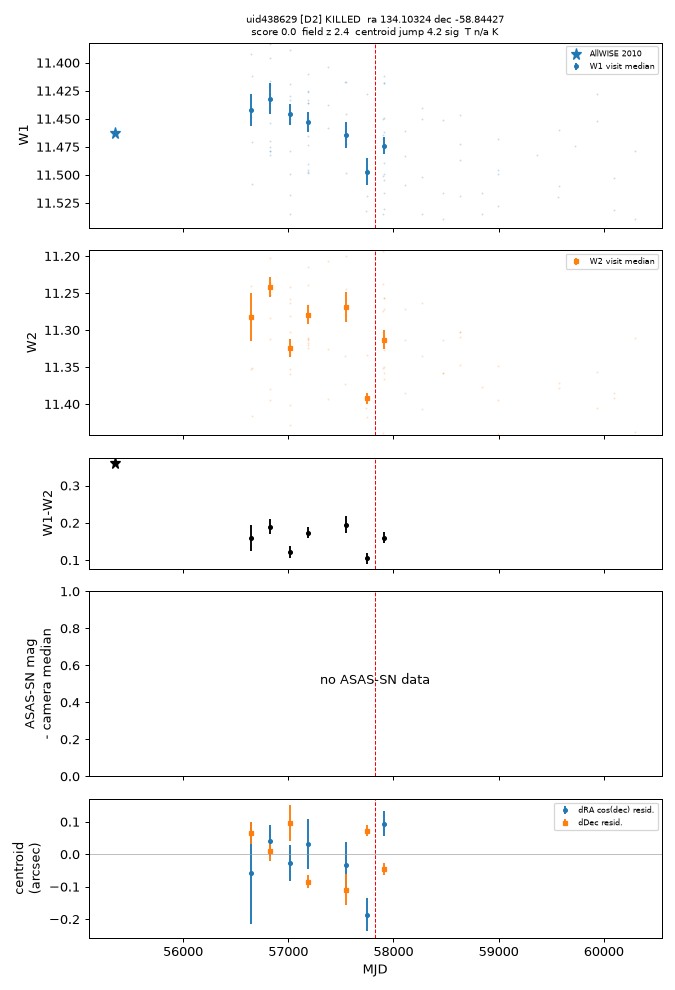 uid438629 [D2] KILLED  ra 134.10324 dec -58.84427
score 0.0  field z 2.4  centroid jump 4.2 sig  T n/a K
AllWISE 2010
W1 visit median
11.400
11.425
11.450
11.475
11.500
11.525
W1
W2 visit median
11.20
11.25
11.30
11.35
11.40
W2
0.3
0.2
0.1
W1-W2
1.0
0.8
0.6
0.4
0.2
0.0
ASAS-SN mag
- camera median
no ASAS-SN data
dRA cos(dec) resid.
dDec resid.
0.1
0.0
−0.1
−0.2
centroid
(arcsec)
56000
57000
58000
59000
60000
MJD